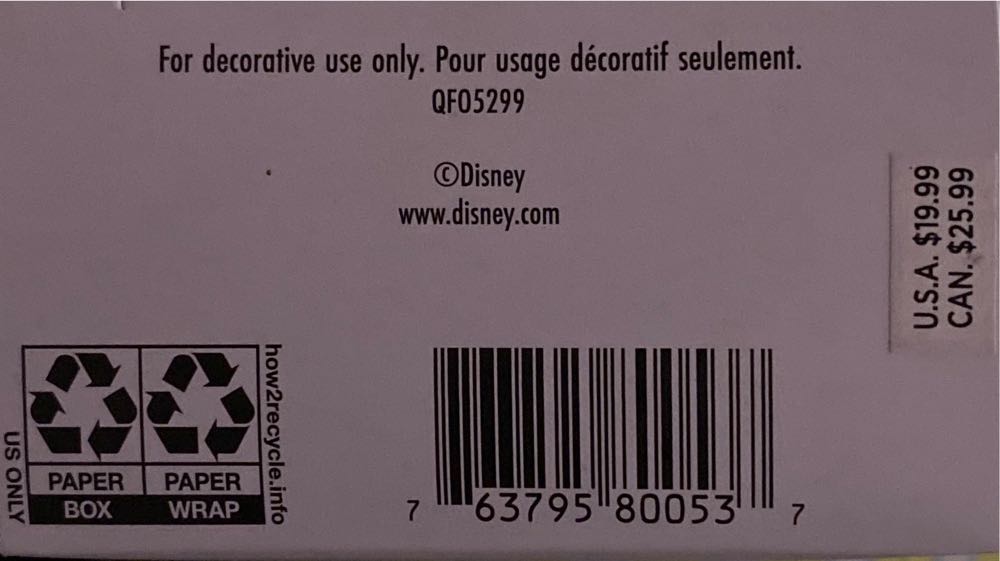 For decorative use only. Pour usage décoratif seulement.
QFO5299
©Disney
www.disney.com
U.S.A. $19.99
CAN. $25.99
how2recycle.info
US ONLY
PAPER
BOX
PAPER
WRAP
7 63795 80053 7